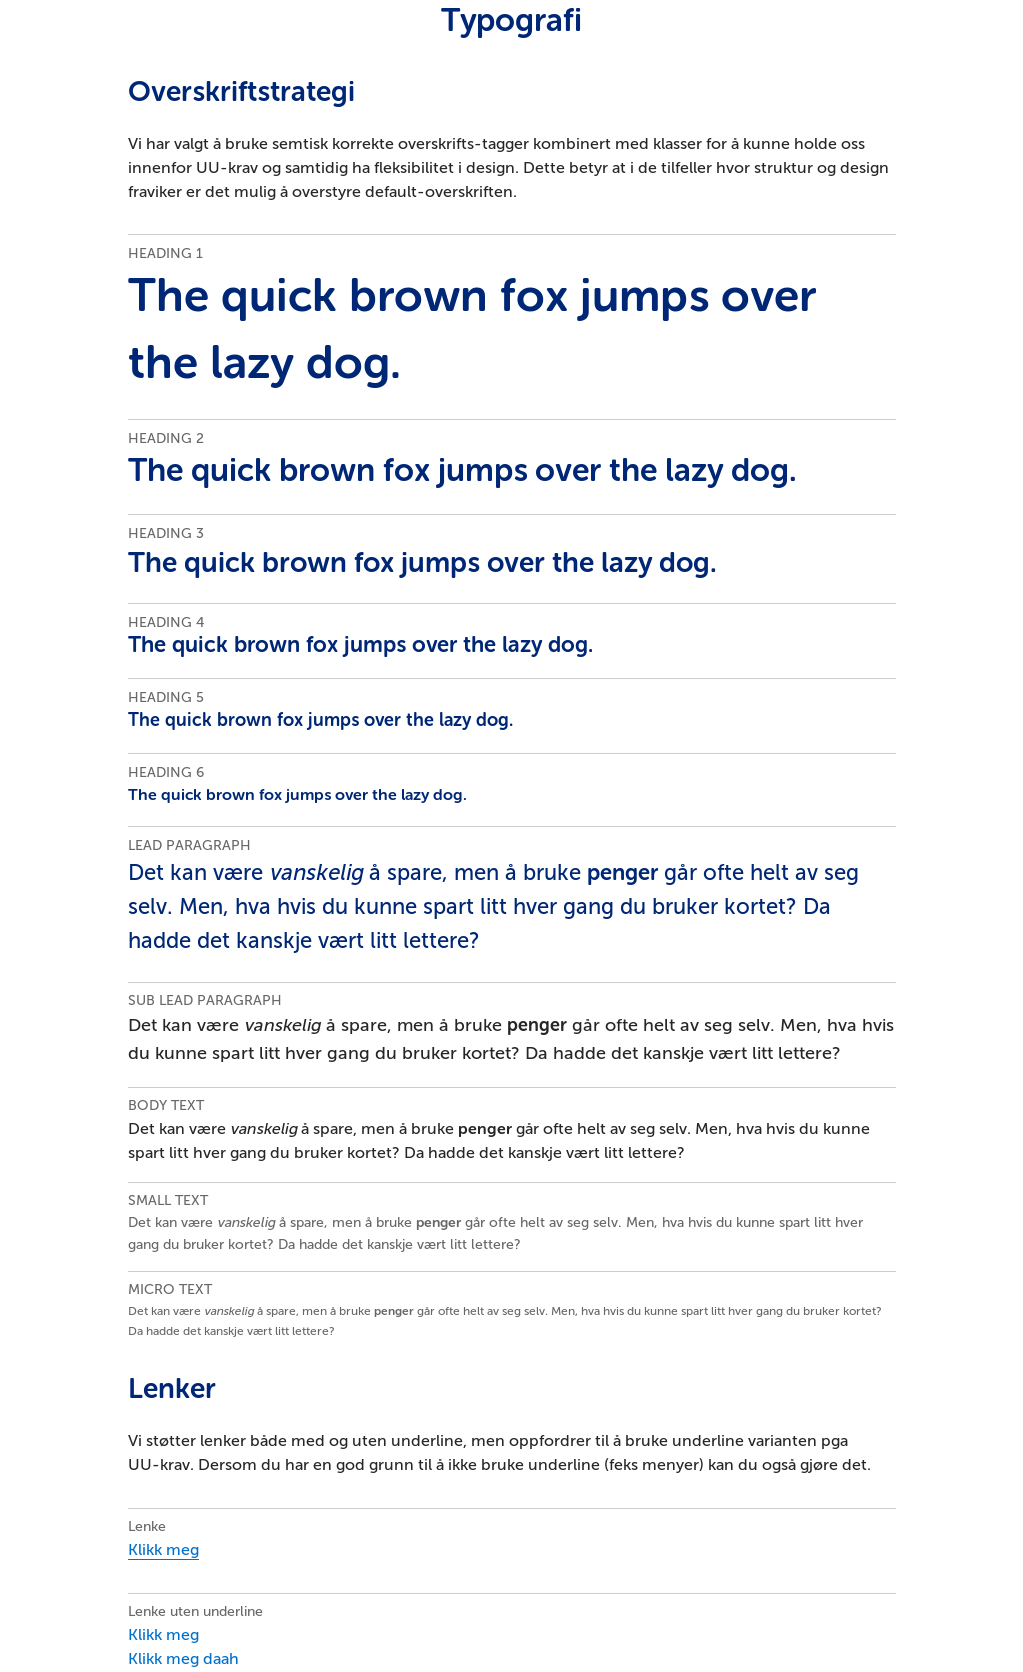 Typografi
Overskriftstrategi
Vi har valgt å bruke semtisk korrekte overskrifts-tagger kombinert med klasser for å kunne holde oss
innenfor UU-krav og samtidig ha fleksibilitet i design. Dette betyr at i de tilfeller hvor struktur og design
fraviker er det mulig å overstyre default-overskriften.
HEADING 1
The quick brown fox jumps over
the lazy dog.
HEADING 2
The quick brown fox jumps over the lazy dog.
HEADING 3
The quick brown fox jumps over the lazy dog.
HEADING 4
The quick brown fox jumps over the lazy dog.
HEADING 5
The quick brown fox jumps over the lazy dog.
HEADING 6
The quick brown fox jumps over the lazy dog.
LEAD PARAGRAPH
Det kan være vanskelig å spare, men å bruke penger går ofte helt av seg
selv. Men, hva hvis du kunne spart litt hver gang du bruker kortet? Da
hadde det kanskje vært litt lettere?
SUB LEAD PARAGRAPH
Det kan være vanskelig å spare, men å bruke penger går ofte helt av seg selv. Men, hva hvis
du kunne spart litt hver gang du bruker kortet? Da hadde det kanskje vært litt lettere?
BODY TEXT
Det kan være vanskelig å spare, men å bruke penger går ofte helt av seg selv. Men, hva hvis du kunne
spart litt hver gang du bruker kortet? Da hadde det kanskje vært litt lettere?
SMALL TEXT
Det kan være vanskelig å spare, men å bruke penger går ofte helt av seg selv. Men, hva hvis du kunne spart litt hver
gang du bruker kortet? Da hadde det kanskje vært litt lettere?
MICRO TEXT
Det kan være vanskelig å spare, men å bruke penger går ofte helt av seg selv. Men, hva hvis du kunne spart litt hver gang du bruker kortet?
Da hadde det kanskje vært litt lettere?
Lenker
Vi støtter lenker både med og uten underline, men oppfordrer til å bruke underline varianten pga
UU-krav. Dersom du har en god grunn til å ikke bruke underline (feks menyer) kan du også gjøre det.
Lenke
Klikk meg
Lenke uten underline
Klikk meg
Klikk meg daah